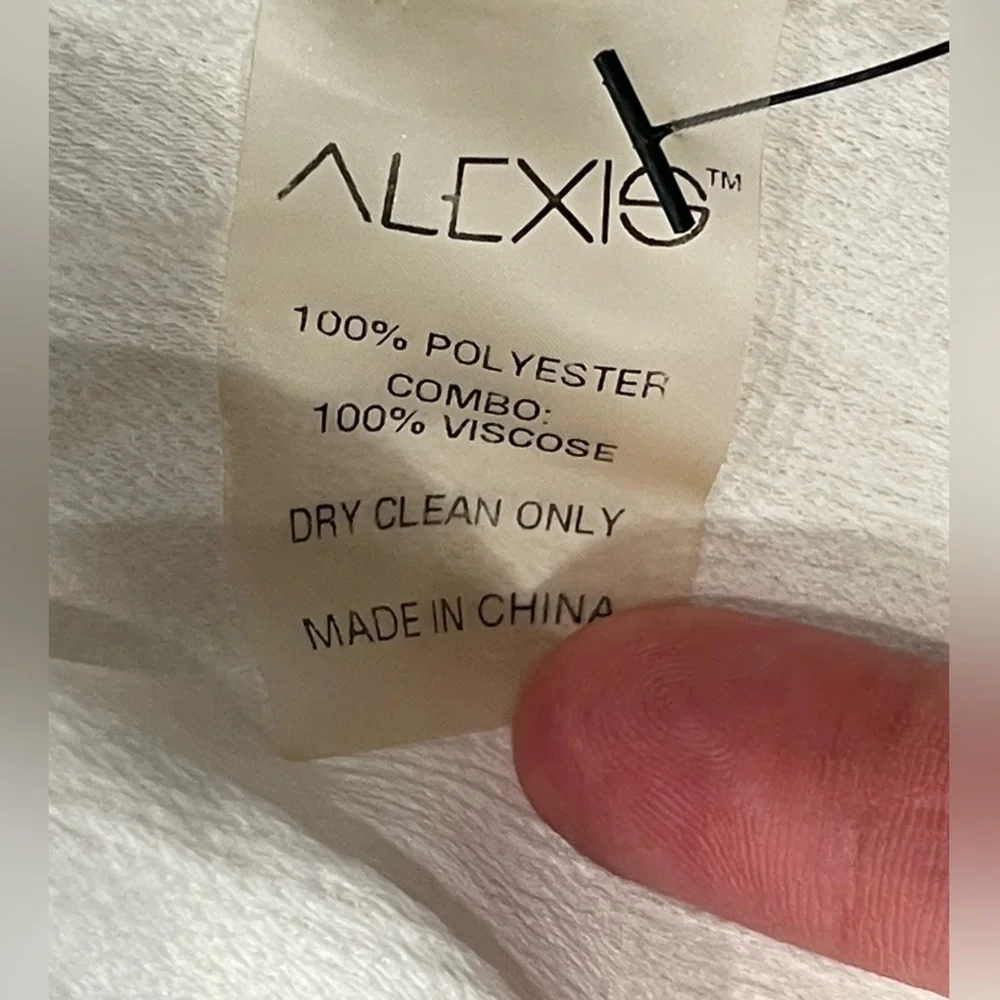 ALEXIS™
100% POLYESTER
COMBO:
100% VISCOSE
DRY CLEAN ONLY
MADE IN CHINA